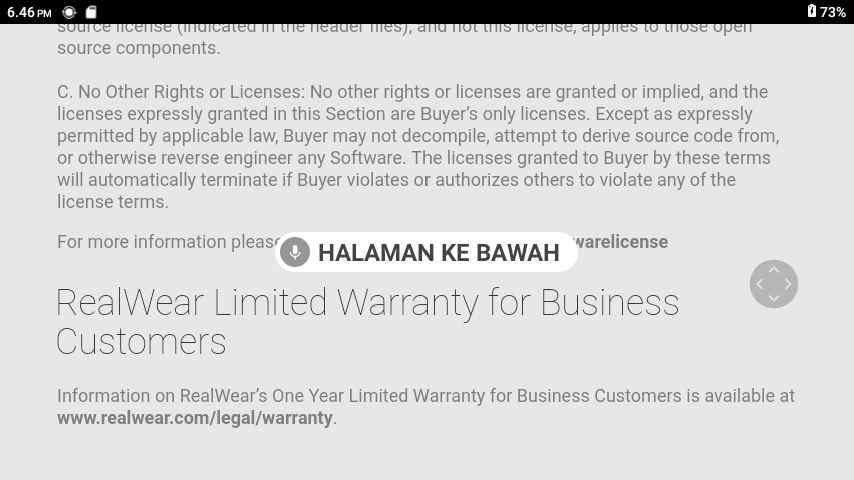 6.46 PM 73%
source license (indicated in the header files), and not this license, applies to those open
source components.
C. No Other Rights or Licenses: No other rights or licenses are granted or implied, and the
licenses expressly granted in this Section are Buyer’s only licenses. Except as expressly
permitted by applicable law, Buyer may not decompile, attempt to derive source code from,
or otherwise reverse engineer any Software. The licenses granted to Buyer by these terms
will automatically terminate if Buyer violates or authorizes others to violate any of the
license terms.
For more information please warelicense
HALAMAN KE BAWAH
RealWear Limited Warranty for Business
Customers
Information on RealWear’s One Year Limited Warranty for Business Customers is available at
www.realwear.com/legal/warranty.